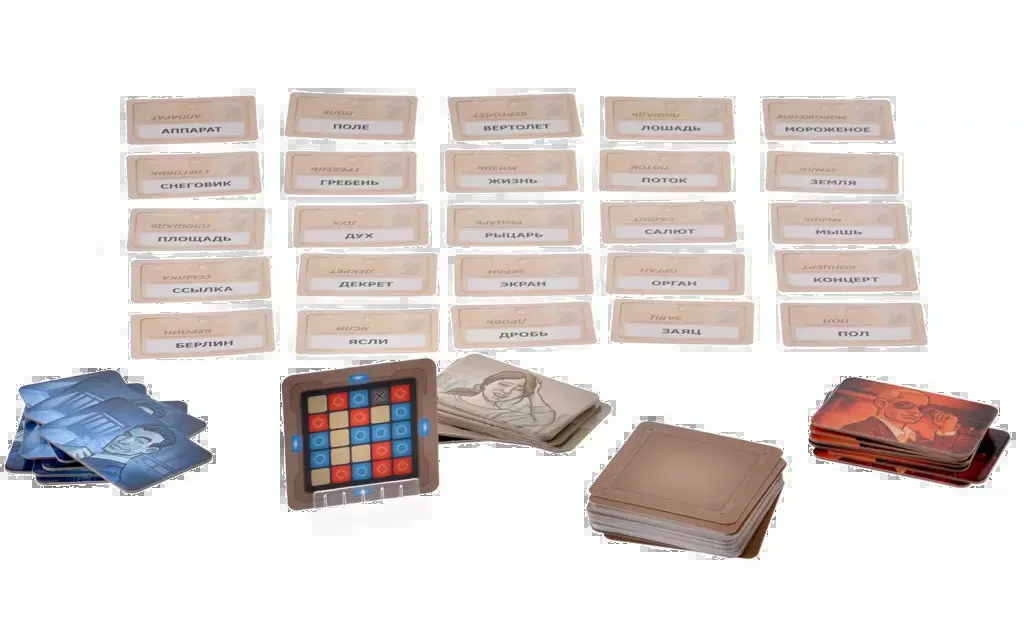 АППАРАТ
ПОЛЕ
ВЕРТОЛЕТ
ЛОШАДЬ
МОРОЖЕНОЕ
СНЕГОВИК
ГРЕБЕНЬ
ЖИЗНЬ
ПОТОК
ЗЕМЛЯ
ПЛОЩАДЬ
ДУХ
РЫЦАРЬ
САЛЮТ
МЫШЬ
ССЫЛКА
ДЕКРЕТ
ЭКРАН
ОРГАН
КОНЦЕРТ
БЕРЛИН
ЯСЛИ
ДРОБЬ
ЗАЯЦ
ПОЛ